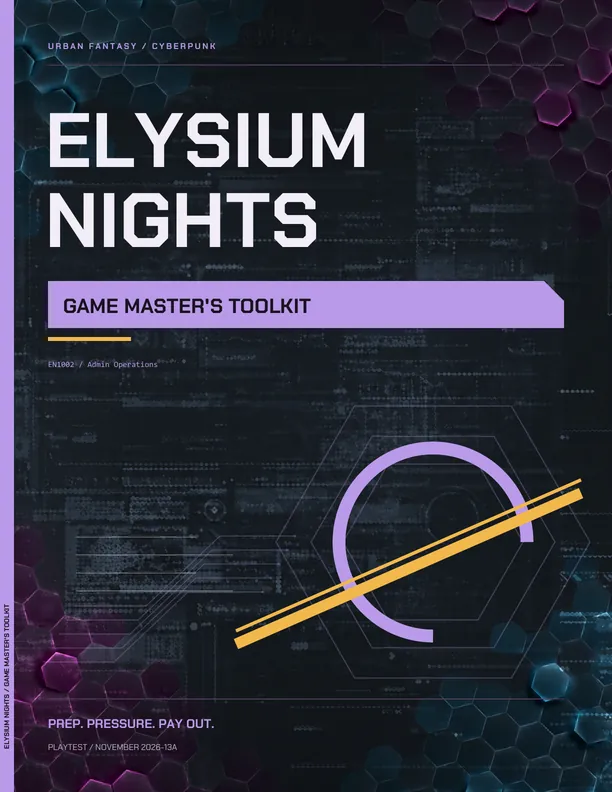 URBAN FANTASY / CYBERPUNK
ELYSIUM
NIGHTS
GAME MASTER'S TOOLKIT
EN1002 / Admin Operations
PREP. PRESSURE. PAY OUT.
PLAYTEST / NOVEMBER 2026-13A
ELYSIUM NIGHTS / GAME MASTER'S TOOLKIT